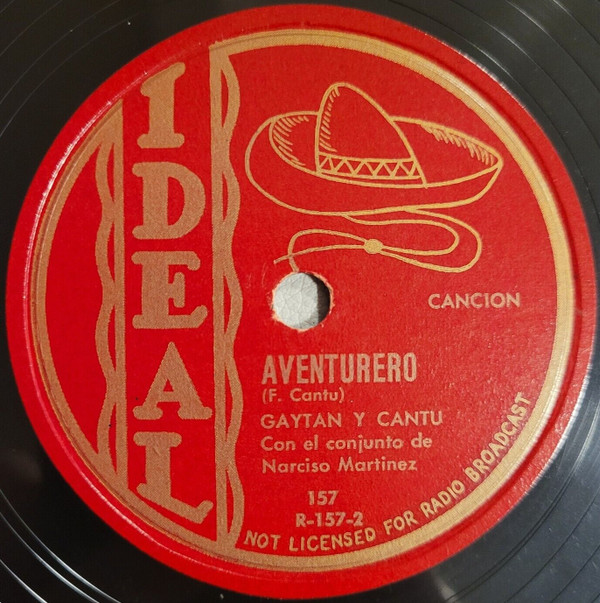 IDEAL
CANCION
AVENTURERO
(F. Cantu)
GAYTAN Y CANTU
Con el conjunto de
Narciso Martinez
157
R-157-2
NOT LICENSED FOR RADIO BROADCAST